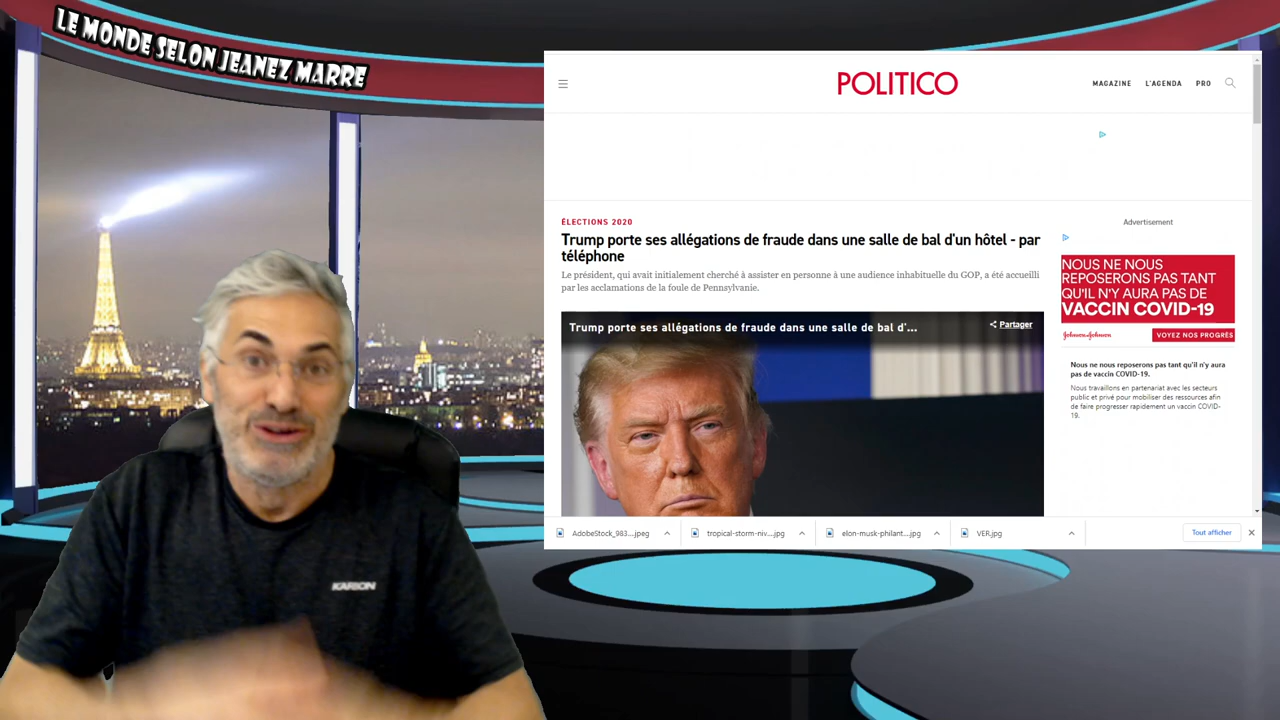 LE MONDE SELON JEANEZ MARRE
POLITICO
MAGAZINE L'AGENDA PRO
ÉLECTIONS 2020
Trump porte ses allégations de fraude dans une salle de bal d'un hôtel - par
téléphone
Le président, qui avait initialement cherché à assister en personne à une audience inhabituelle du GOP, a été accueilli
par les acclamations de la foule de Pennsylvanie.
Trump porte ses allégations de fraude dans une salle de bal d'...
Partager
Advertisement
NOUS NE NOUS
REPOSERONS PAS TANT
QU'IL N'Y AURA PAS DE
VACCIN COVID-19
Johnson&Johnson
VOYEZ NOS PROGRÈS
Nous ne nous reposerons pas tant qu'il n'y aura
pas de vaccin COVID-19.
Nous travaillons en partenariat avec les secteurs
public et privé pour mobiliser des ressources afin
de faire progresser rapidement un vaccin COVID-
19.
KARION
AdobeStock_983....jpeg
tropical-storm-niv....jpg
elon-musk-philant....jpg
VER.jpg
Tout afficher